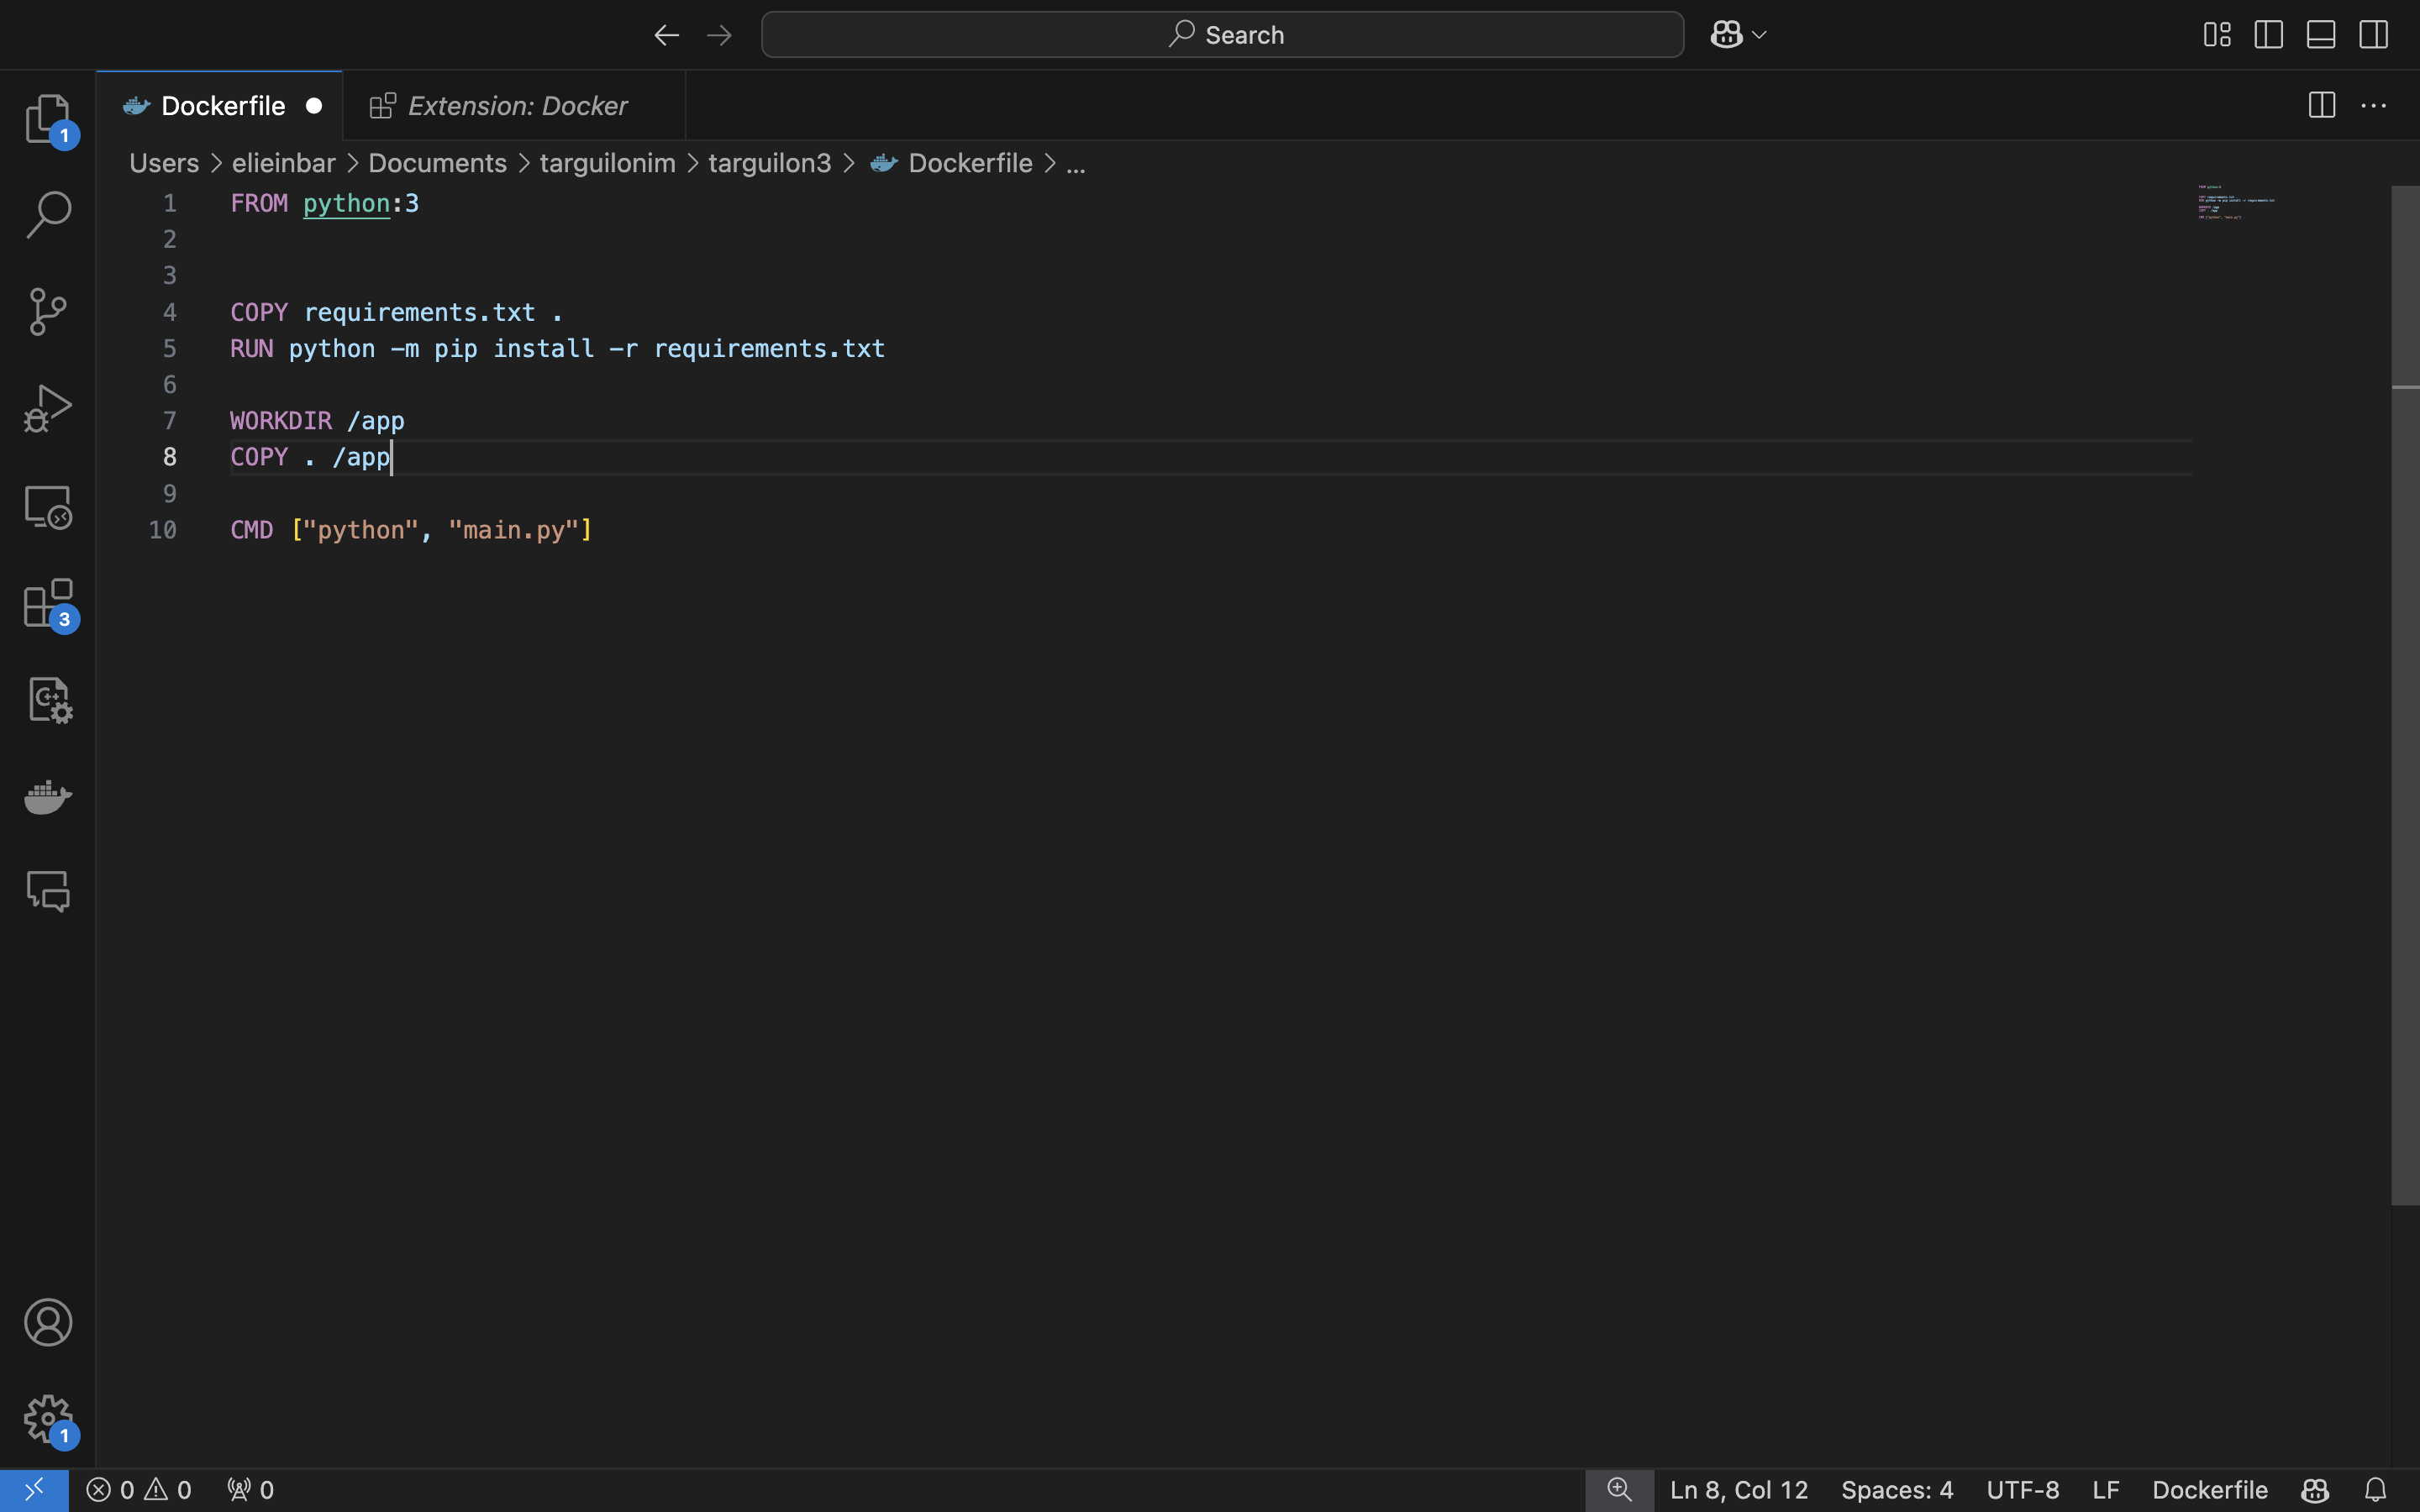 Search
Dockerfile
Extension: Docker
1
Users > elieinbar > Documents > targuilonim > targuilon3 > Dockerfile > ...
1 FROM python:3
2
3
4 COPY requirements.txt .
5 RUN python -m pip install -r requirements.txt
6
7 WORKDIR /app
8 COPY . /app
9
10 CMD ["python", "main.py"]
3
1
0 0 0
Ln 8, Col 12 Spaces: 4 UTF-8 LF Dockerfile